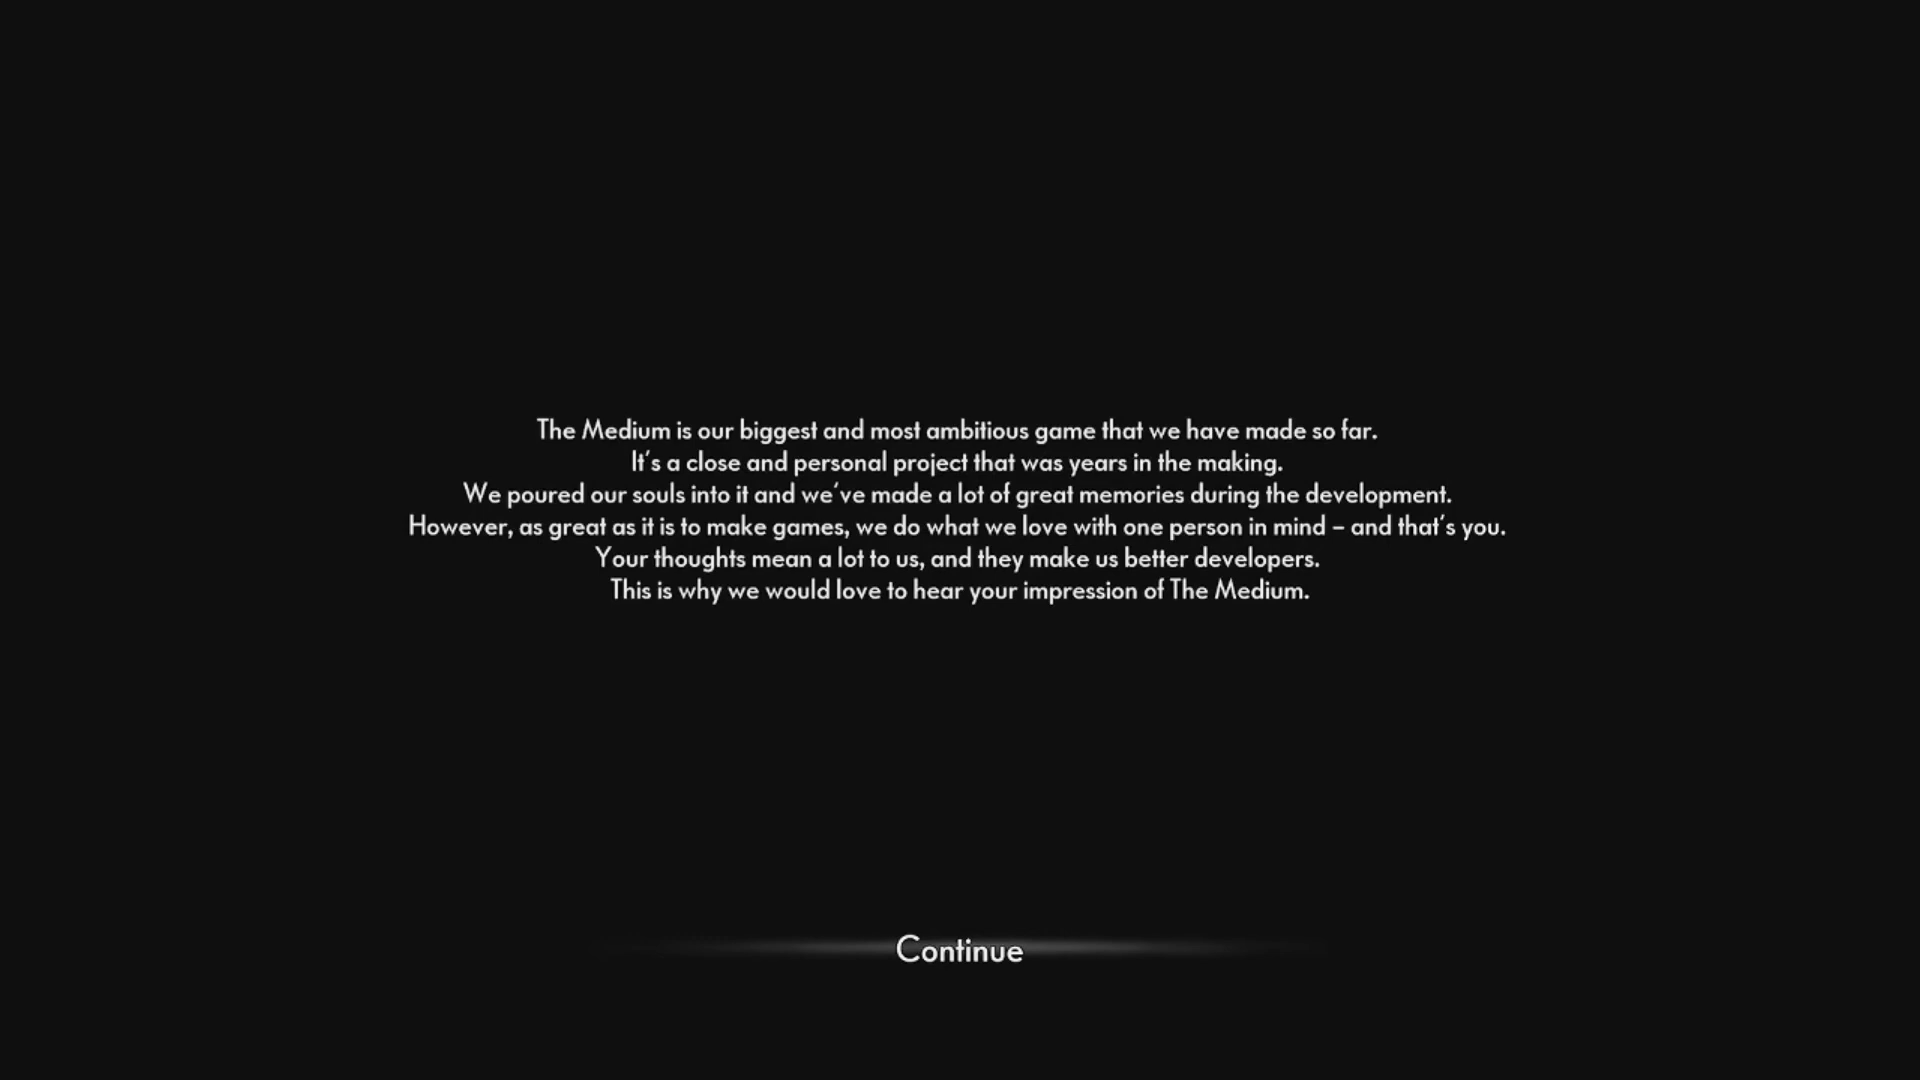 The Medium is our biggest and most ambitious game that we have made so far.
It's a close and personal project that was years in the making.
We poured our souls into it and we've made a lot of great memories during the development.
However, as great as it is to make games, we do what we love with one person in mind – and that's you.
Your thoughts mean a lot to us, and they make us better developers.
This is why we would love to hear your impression of The Medium.
Continue